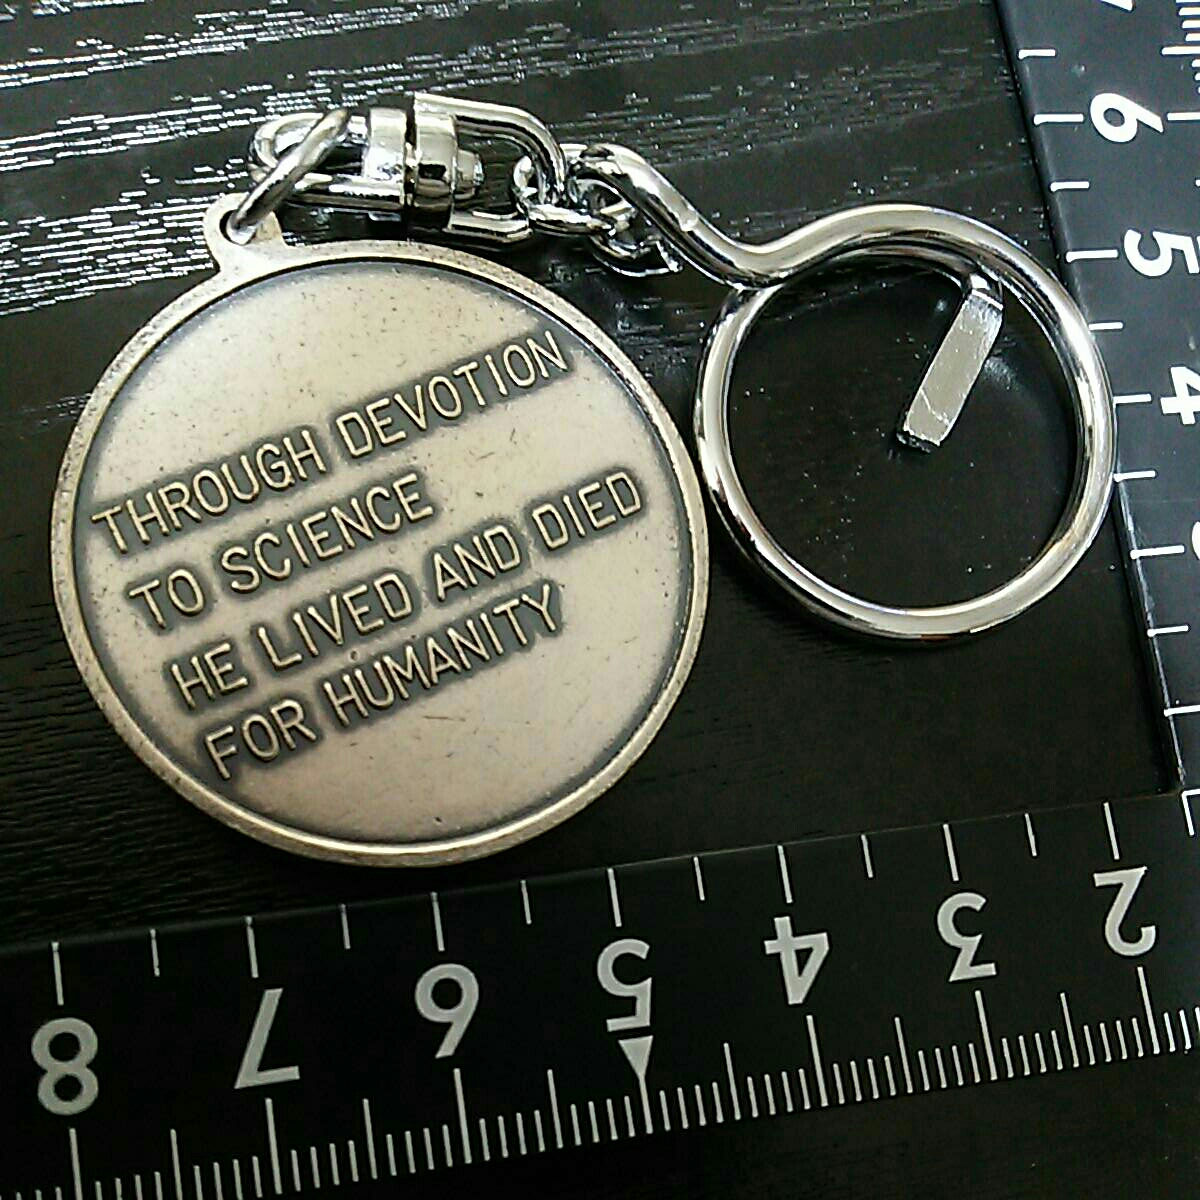 THROUGH DEVOTION
TO SCIENCE
HE LIVED AND DIED
FOR HUMANITY
6
5
4
8 7 6 5 4 3 2